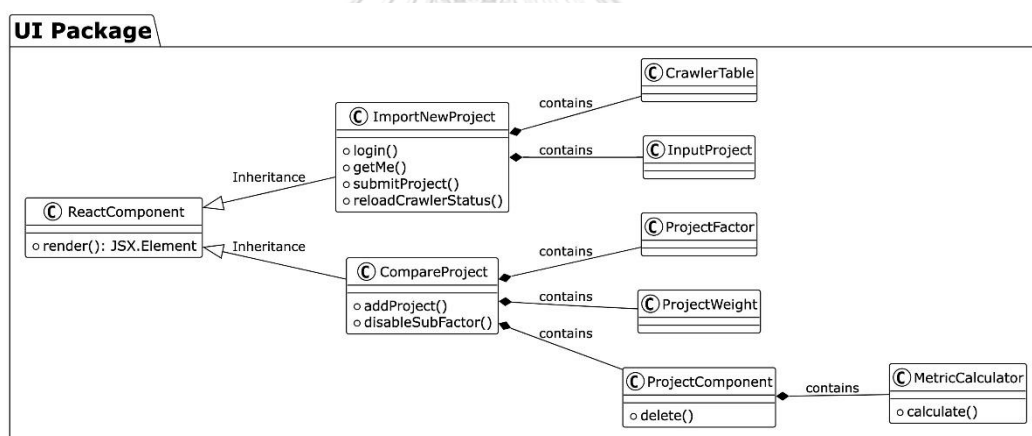 UI Package
C CrawlerTable
contains
C ImportNewProject
login()
getMe()
submitProject()
reloadCrawlerStatus()
contains
C InputProject
Inheritance
C ReactComponent
render(): JSX.Element
Inheritance
C ProjectFactor
contains
C CompareProject
addProject()
disableSubFactor()
contains
C ProjectWeight
contains
C ProjectComponent
delete()
contains
C MetricCalculator
calculate()